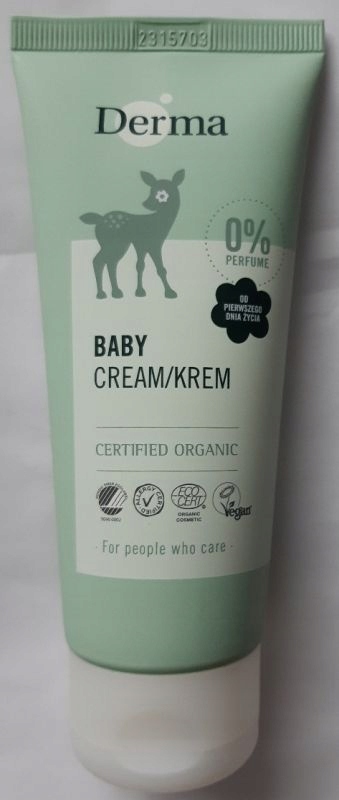 2315703
Derma
0%
PERFUME
OD
PIERWSZEGO
DNIA ŻYCIA
BABY
CREAM/KREM
CERTIFIED ORGANIC
ALLERGY CERTIFIED
ECO
CERT
ORGANIC
COSMETIC
Vegan
- For people who care -